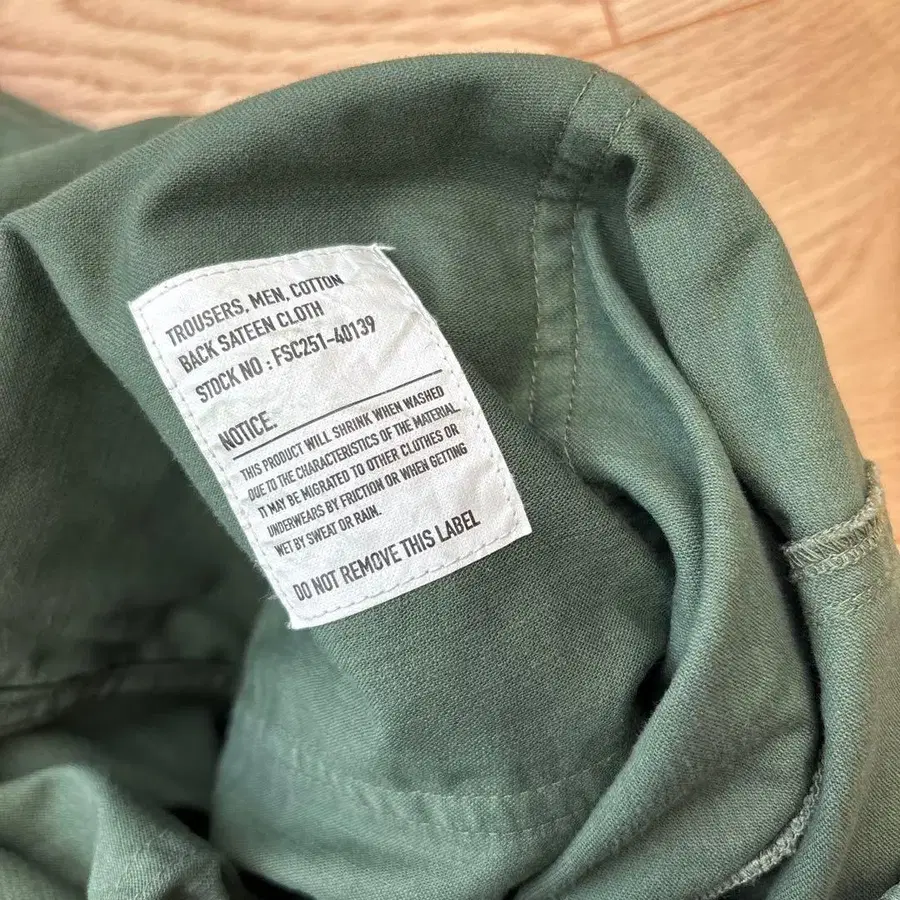 TROUSERS, MEN, COTTON
BACK SATEEN CLOTH
STOCK NO : FSC251-40139
NOTICE.
THIS PRODUCT WILL SHRINK WHEN WASHED
DUE TO THE CHARACTERISTICS OF THE MATERIAL.
IT MAY BE MIGRATED TO OTHER CLOTHES OR
UNDERWEARS BY FRICTION OR WHEN GETTING
WET BY SWEAT OR RAIN.
DO NOT REMOVE THIS LABEL